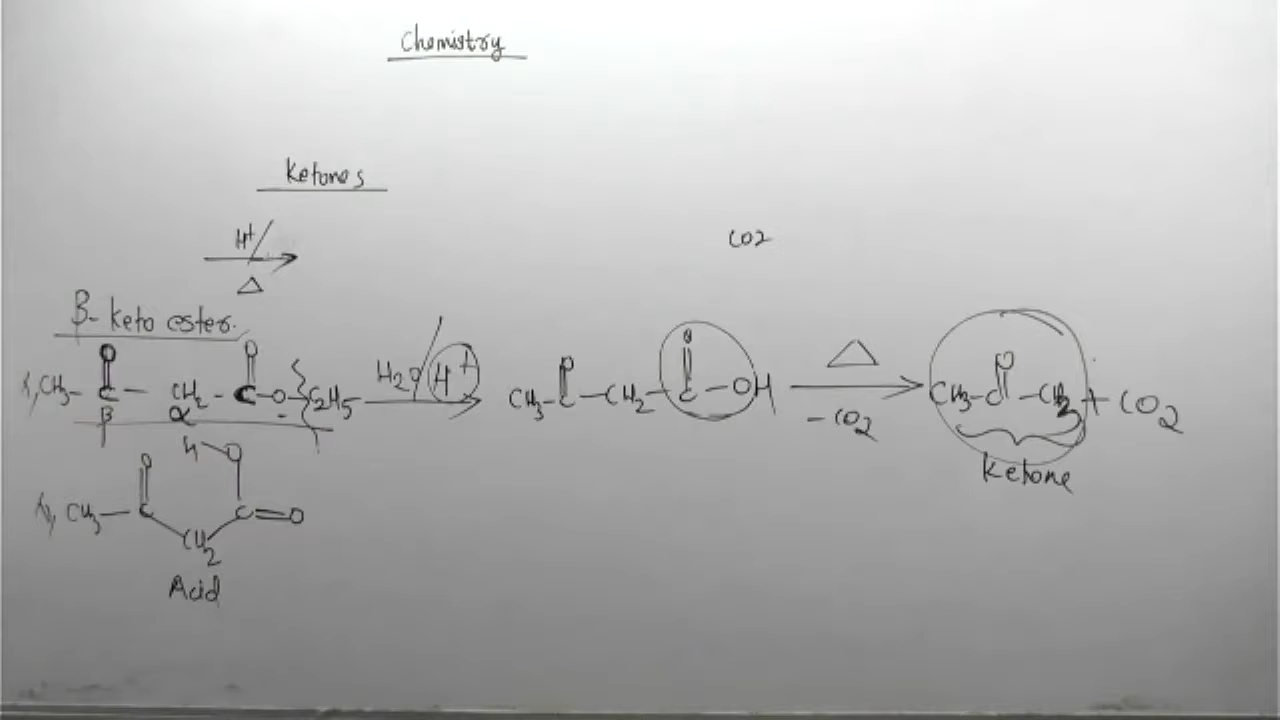 Chemistry
Ketones
H+/
△
CO2
β-keto ester.
O O
1, CH3- C - CH2 - C - O - C2H5 H2O/H+ CH3-C-CH2-C-OH △ -CO2 CH3-C-CH3 + CO2
β α
Ketone
H O
O
CH3-C C=O
CH2
Acid